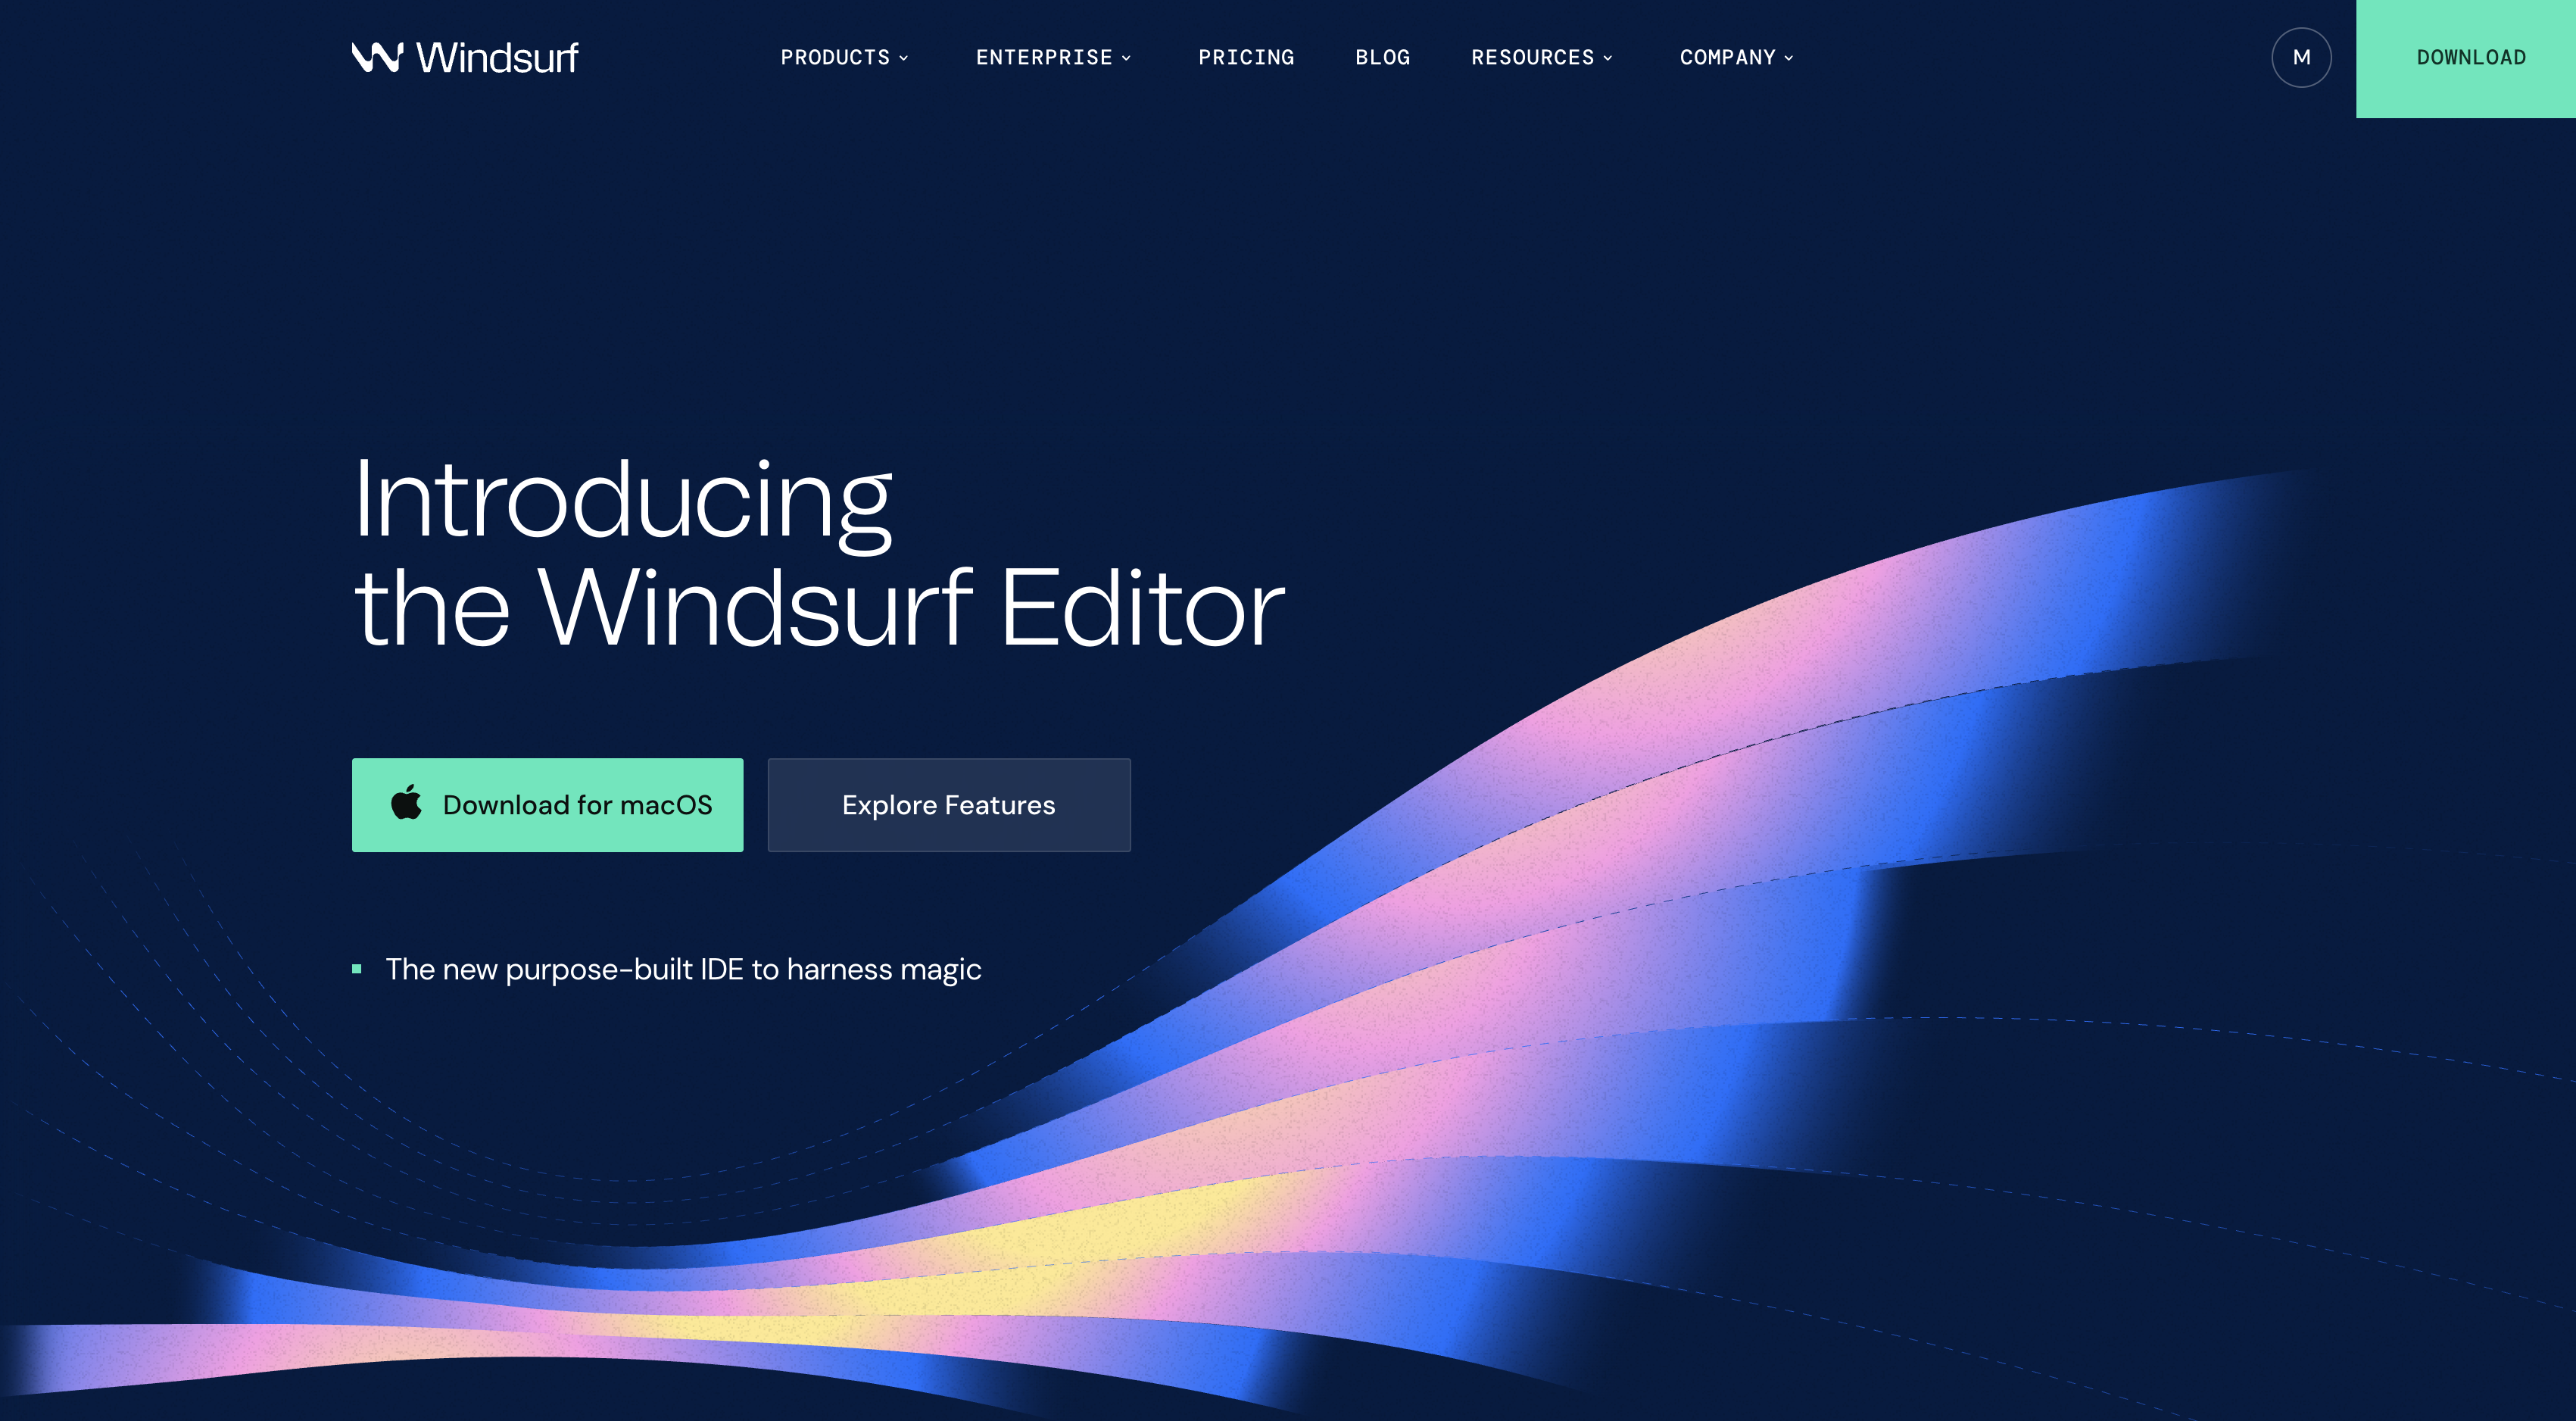 Windsurf
PRODUCTS
ENTERPRISE
PRICING
BLOG
RESOURCES
COMPANY
M
DOWNLOAD
Introducing
the Windsurf Editor
Download for macOS
Explore Features
The new purpose-built IDE to harness magic